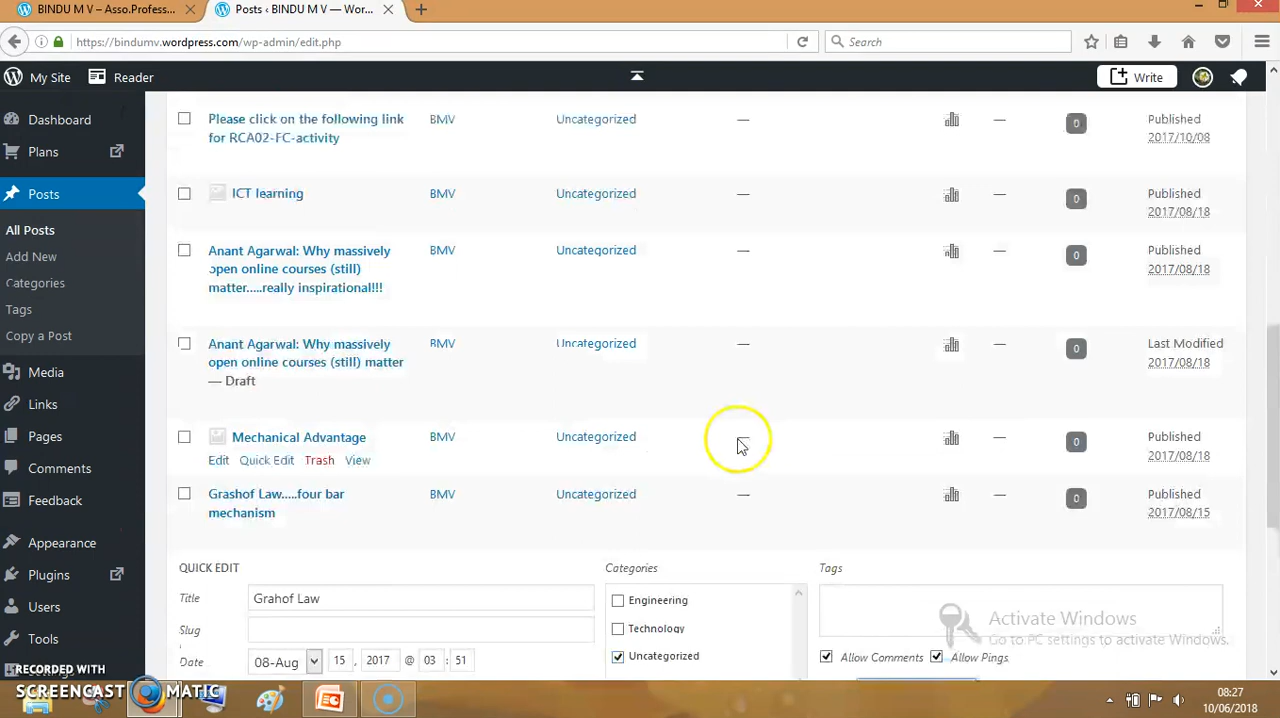 BINDU M V – Asso.Profess...
Posts ‹ BINDU M V — Wor...
https://bindumv.wordpress.com/wp-admin/edit.php
Search
My Site
Reader
Write
Dashboard
Plans
Posts
All Posts
Add New
Categories
Tags
Copy a Post
Media
Links
Pages
Comments
Feedback
Appearance
Plugins
Users
Tools
Please click on the following link
for RCA02-FC-activity
BMV
Uncategorized
—
—
0
Published
2017/10/08
ICT learning
BMV
Uncategorized
—
—
0
Published
2017/08/18
Anant Agarwal: Why massively
open online courses (still)
matter.....really inspirational!!!
BMV
Uncategorized
—
—
0
Published
2017/08/18
Anant Agarwal: Why massively
open online courses (still) matter
— Draft
BMV
Uncategorized
—
—
0
Last Modified
2017/08/18
Mechanical Advantage
Edit Quick Edit Trash View
BMV
Uncategorized
—
—
0
Published
2017/08/18
Grashof Law.....four bar
mechanism
BMV
Uncategorized
—
—
0
Published
2017/08/15
QUICK EDIT
Title Grahof Law
Slug
Date 08-Aug 15 , 2017 @ 03 : 51
Categories
Engineering
Technology
Uncategorized
Tags
Allow Comments Allow Pings
Activate Windows
Go to PC settings to activate Windows.
RECORDED WITH
SCREENCAST MATIC
08:27
10/06/2018